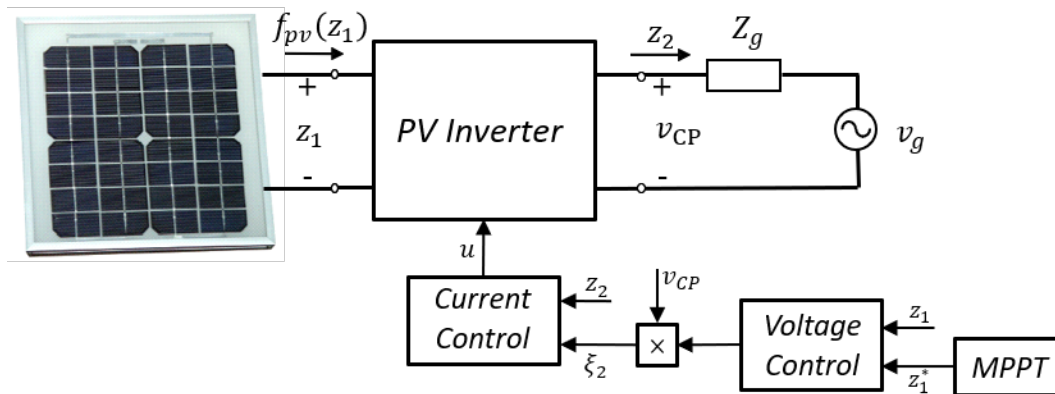 f_pv(z_1)
+
z_1
-
PV Inverter
z_2
Z_g
+
v_CP
-
v_g
u
Current
Control
z_2
ξ_2
v_CP
×
Voltage
Control
z_1
z_1^*
MPPT